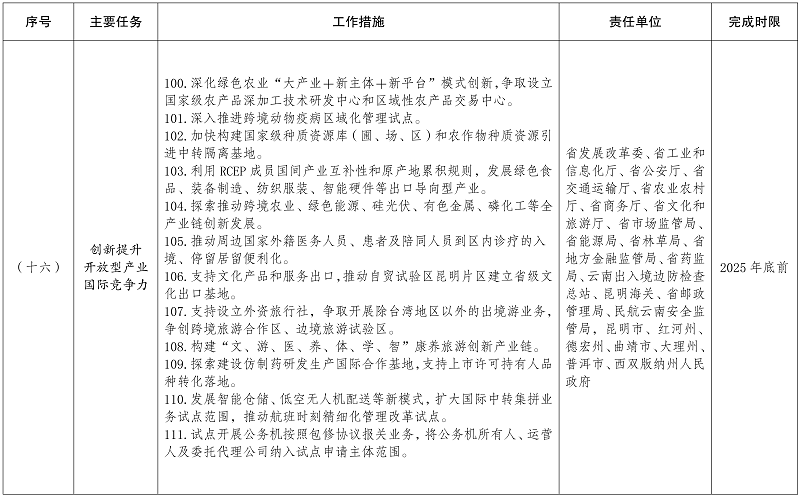 序号 主要任务 工作措施 责任单位 完成时限
（十六）
创新提升
开放型产业
国际竞争力
100.深化绿色农业“大产业+新主体+新平台”模式创新，争取设立
国家级农产品深加工技术研发中心和区域性农产品交易中心。
101.深入推进跨境动物疫病区域化管理试点。
102.加快构建国家级种质资源库（圃、场、区）和农作物种质资源引
进中转隔离基地。
103.利用 RCEP 成员国间产业互补性和原产地累积规则，发展绿色食
品、装备制造、纺织服装、智能硬件等出口导向型产业。
104.探索推动跨境农业、绿色能源、硅光伏、有色金属、磷化工等全
产业链创新发展。
105.推动周边国家外籍医务人员、患者及陪同人员到区内诊疗的入
境、停留居留便利化。
106.支持文化产品和服务出口，推动自贸试验区昆明片区建立省级文
化出口基地。
107.支持设立外资旅行社，争取开展除台湾地区以外的出境游业务，
争创跨境旅游合作区、边境旅游试验区。
108.构建“文、游、医、养、体、学、智”康养旅游创新产业链。
109.探索建设仿制药研发生产国际合作基地，支持上市许可持有人品
种转化落地。
110.发展智能仓储、低空无人机配送等新模式，扩大国际中转集拼业
务试点范围，推动航班时刻精细化管理改革试点。
111.试点开展公务机按照包修协议报关业务，将公务机所有人、运营
人及委托代理公司纳入试点申请主体范围。
省发展改革委、省工业和
信息化厅、省公安厅、省
交通运输厅、省农业农村
厅、省商务厅、省文化和
旅游厅、省市场监管局、
省能源局、省林草局、省
地方金融监管局、省药监
局、云南出入境边防检查
总站、昆明海关、省邮政
管理局、民航云南安全监
管局，昆明市、红河州、
德宏州、曲靖市、大理州、
普洱市、西双版纳州人民
政府
2025 年底前